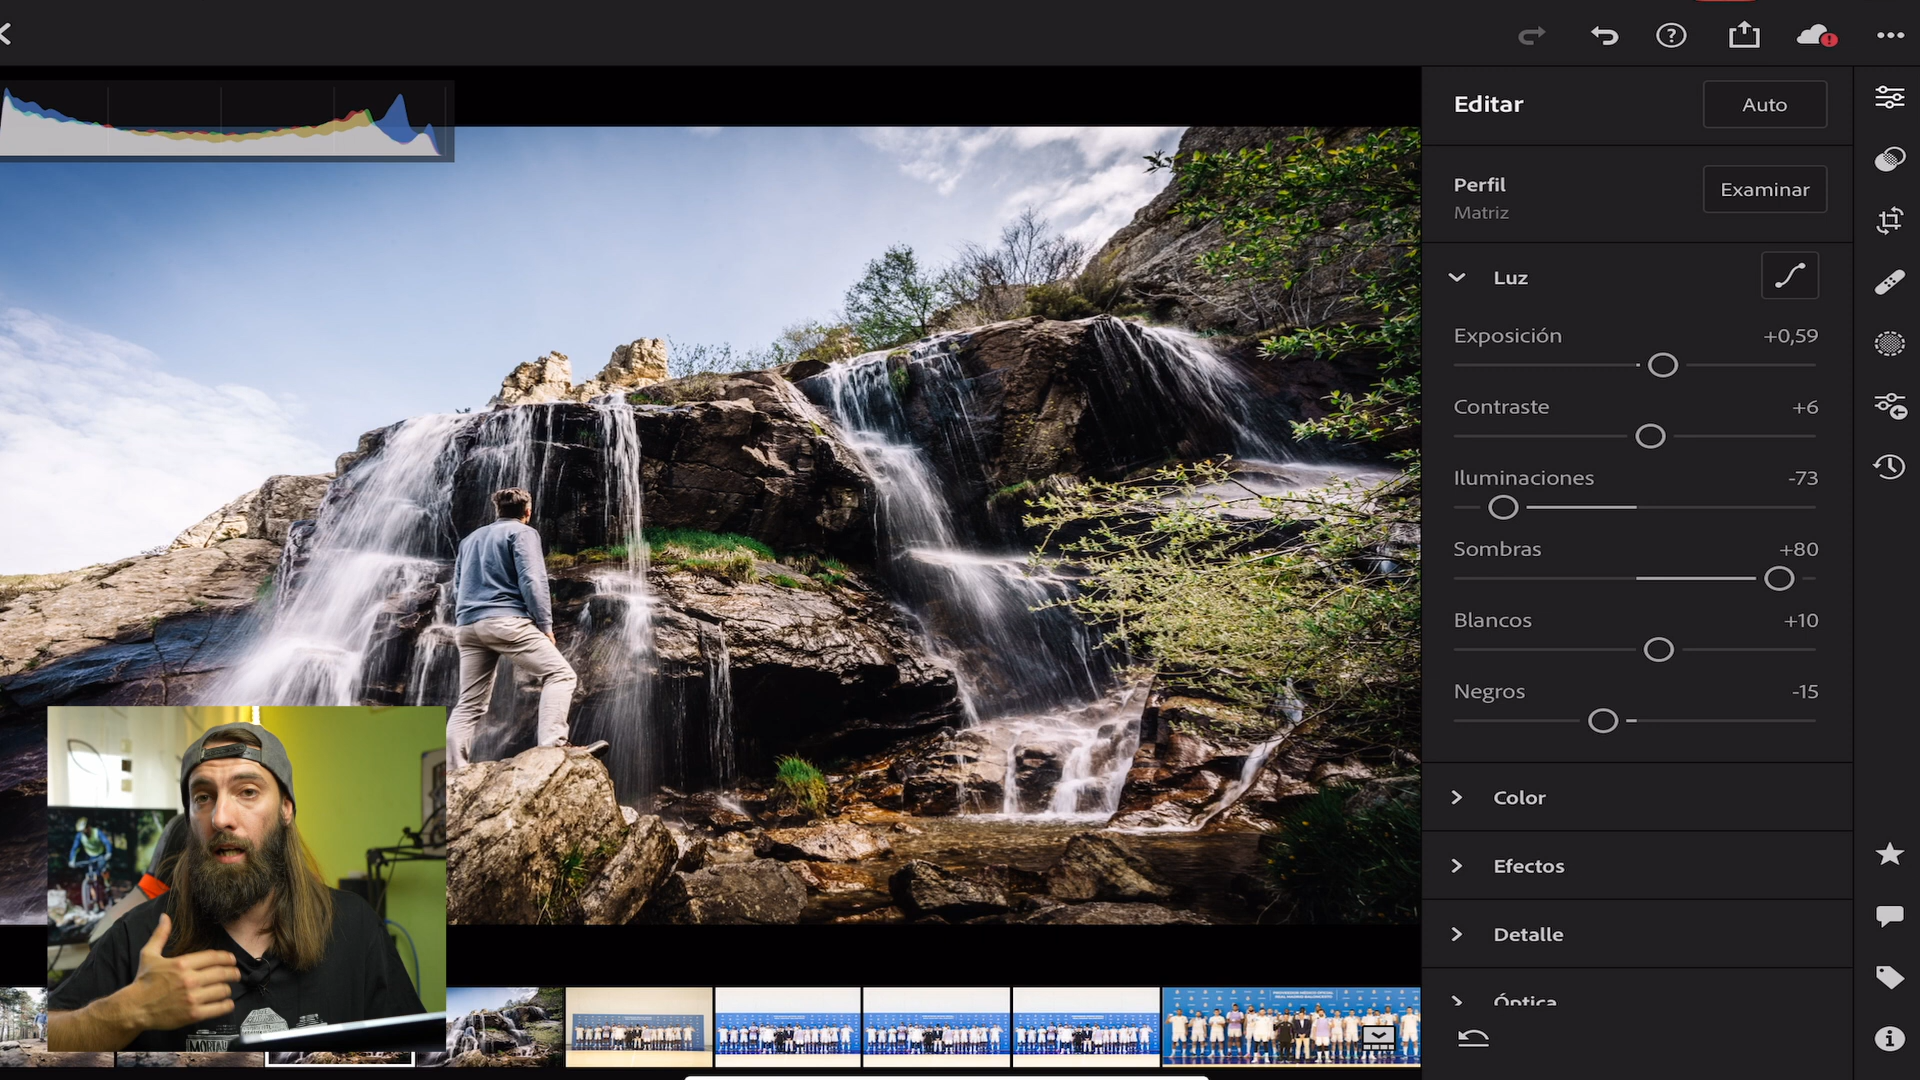 Editar
Auto
Perfil
Matriz
Examinar
Luz
Exposición +0,59
Contraste +6
Iluminaciones -73
Sombras +80
Blancos +10
Negros -15
Color
Efectos
Detalle
Óptica